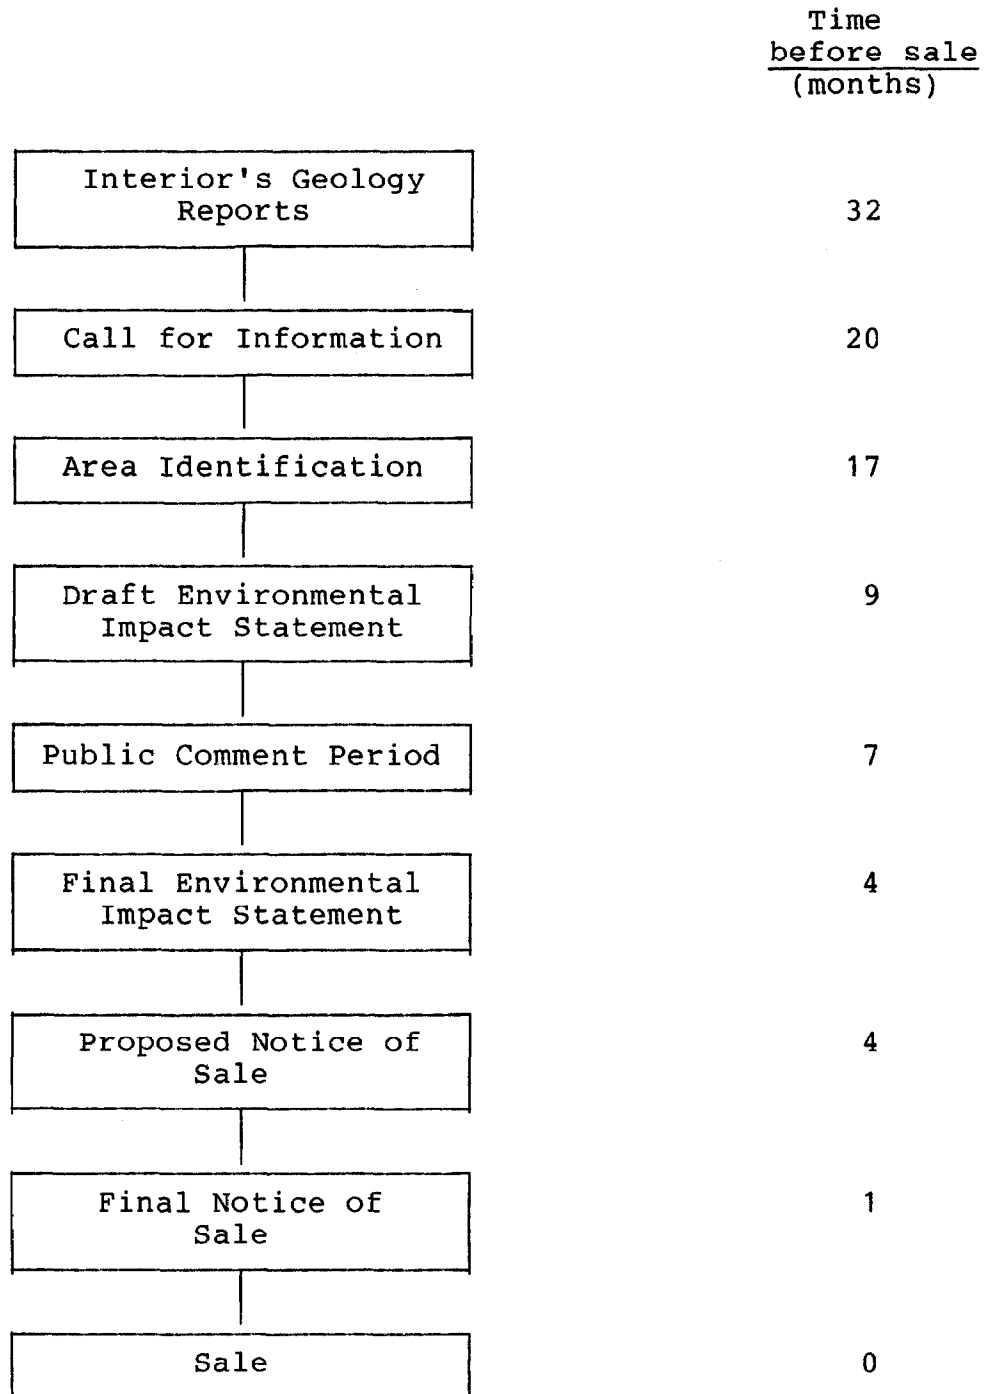 Time
before sale
(months)
Interior's Geology
Reports
32
Call for Information
20
Area Identification
17
Draft Environmental
Impact Statement
9
Public Comment Period
7
Final Environmental
Impact Statement
4
Proposed Notice of
Sale
4
Final Notice of
Sale
1
Sale
0